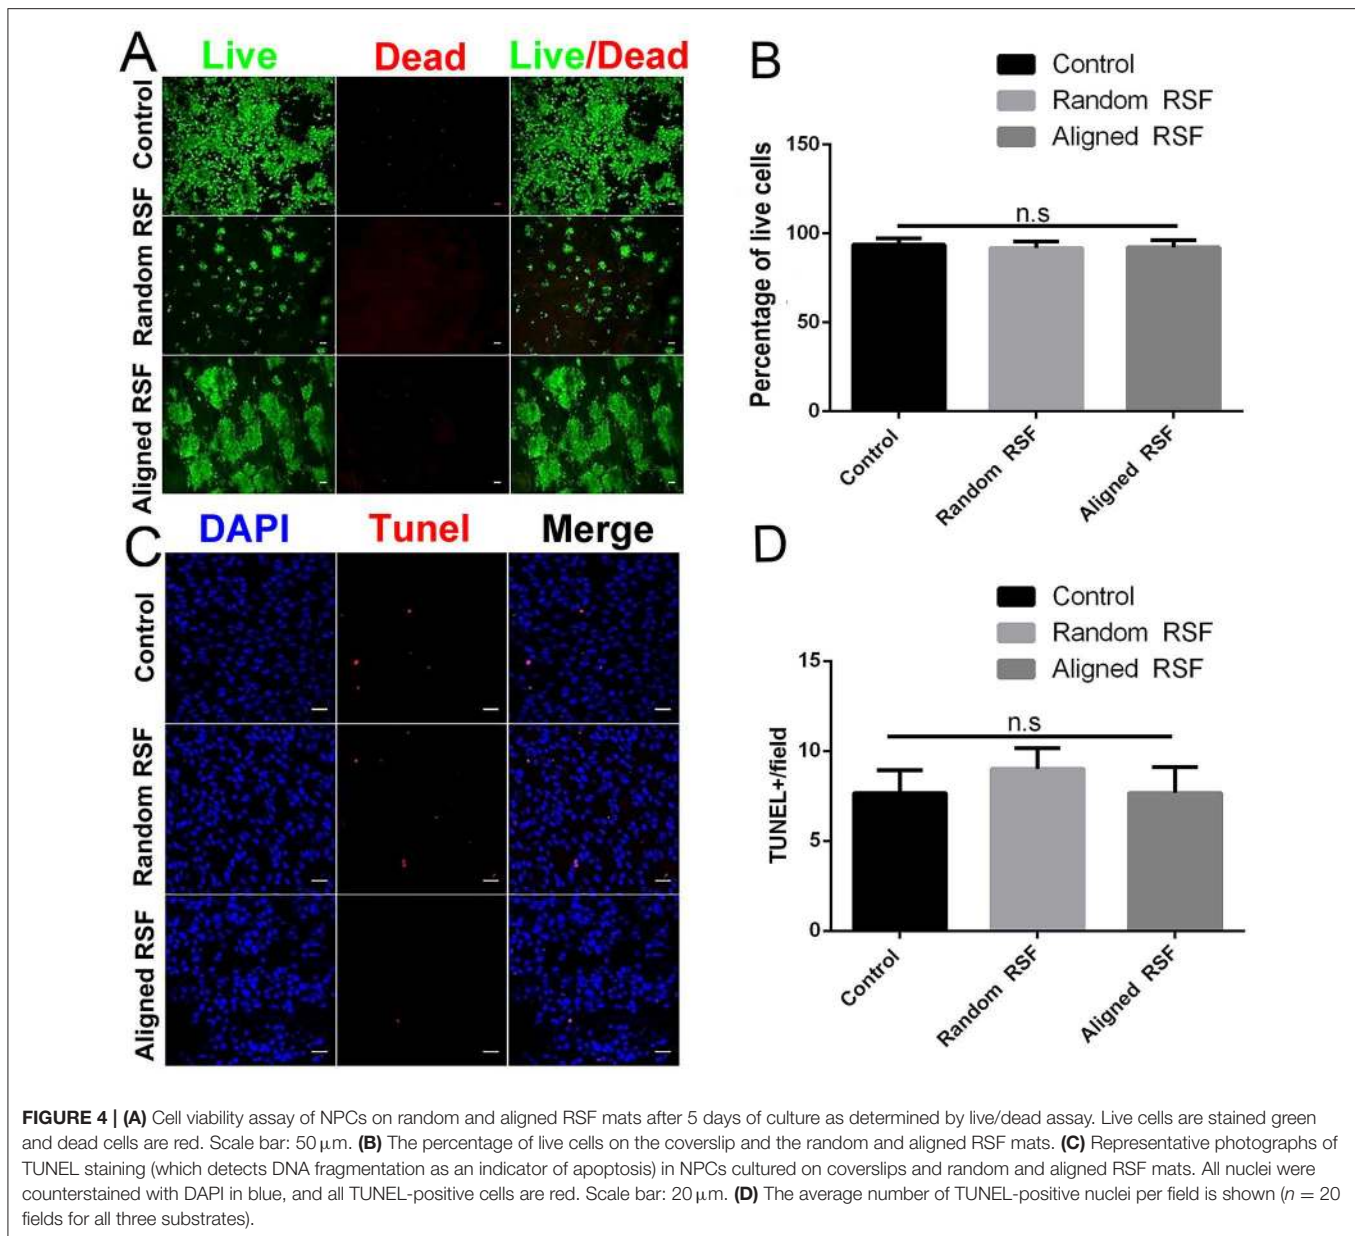 A
Live
Dead
Live/Dead
Control
Random RSF
Aligned RSF
B
Control
Random RSF
Aligned RSF
150
100
50
0
Percentage of live cells
n.s
Control
Random RSF
Aligned RSF
C
DAPI
Tunel
Merge
Control
Random RSF
Aligned RSF
D
Control
Random RSF
Aligned RSF
15
10
5
0
TUNEL+/field
n.s
Control
Random RSF
Aligned RSF
FIGURE 4 | (A) Cell viability assay of NPCs on random and aligned RSF mats after 5 days of culture as determined by live/dead assay. Live cells are stained green
and dead cells are red. Scale bar: 50 μm. (B) The percentage of live cells on the coverslip and the random and aligned RSF mats. (C) Representative photographs of
TUNEL staining (which detects DNA fragmentation as an indicator of apoptosis) in NPCs cultured on coverslips and random and aligned RSF mats. All nuclei were
counterstained with DAPI in blue, and all TUNEL-positive cells are red. Scale bar: 20 μm. (D) The average number of TUNEL-positive nuclei per field is shown (n = 20
fields for all three substrates).